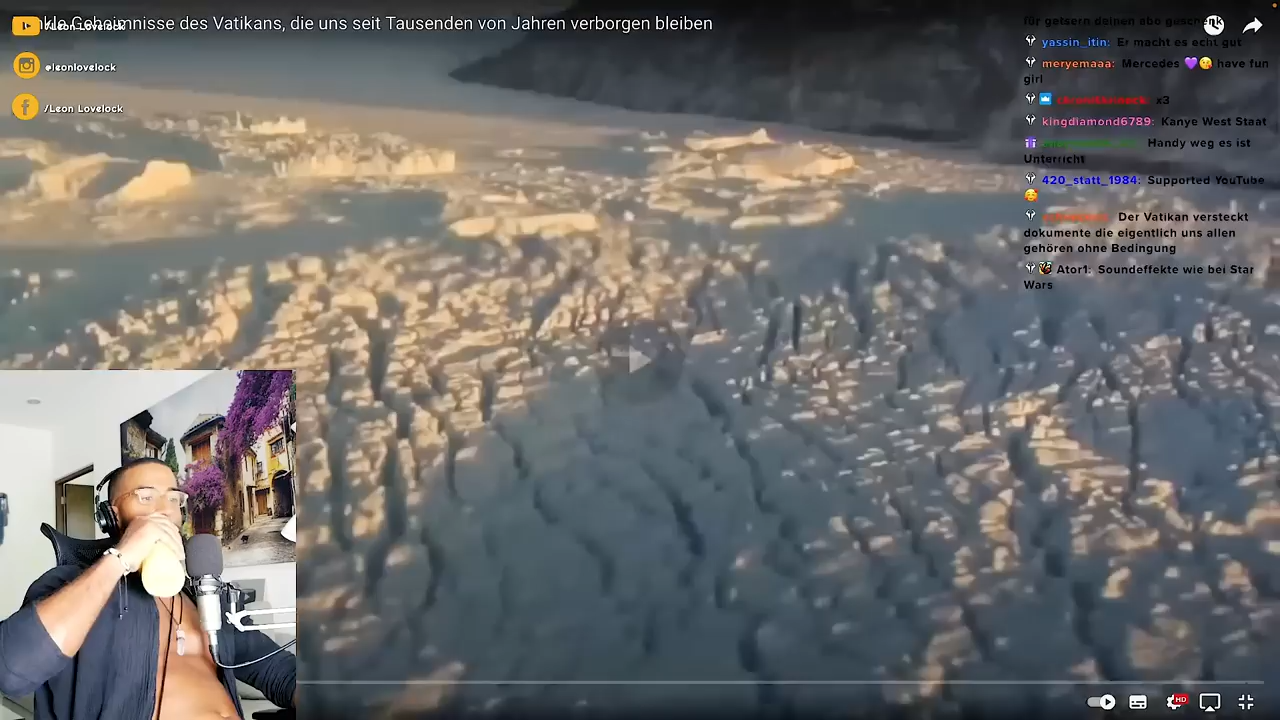 Geheimnisse des Vatikans, die uns seit Tausenden von Jahren verborgen bleiben
/Leon Lovelock
@leonlovelock
/Leon Lovelock
für getsern deinen abo geschenk
yassin_itin: Er macht es echt gut
meryemaaa: Mercedes 💜😘 have fun
girl
x3
kingdiamond6789: Kanye West Staat
Handy weg es ist
Unterricht
420_statt_1984: Supported YouTube
🥰
Der Vatikan versteckt
dokumente die eigentlich uns allen
gehören ohne Bedingung
Ator1: Soundeffekte wie bei Star
Wars
HD